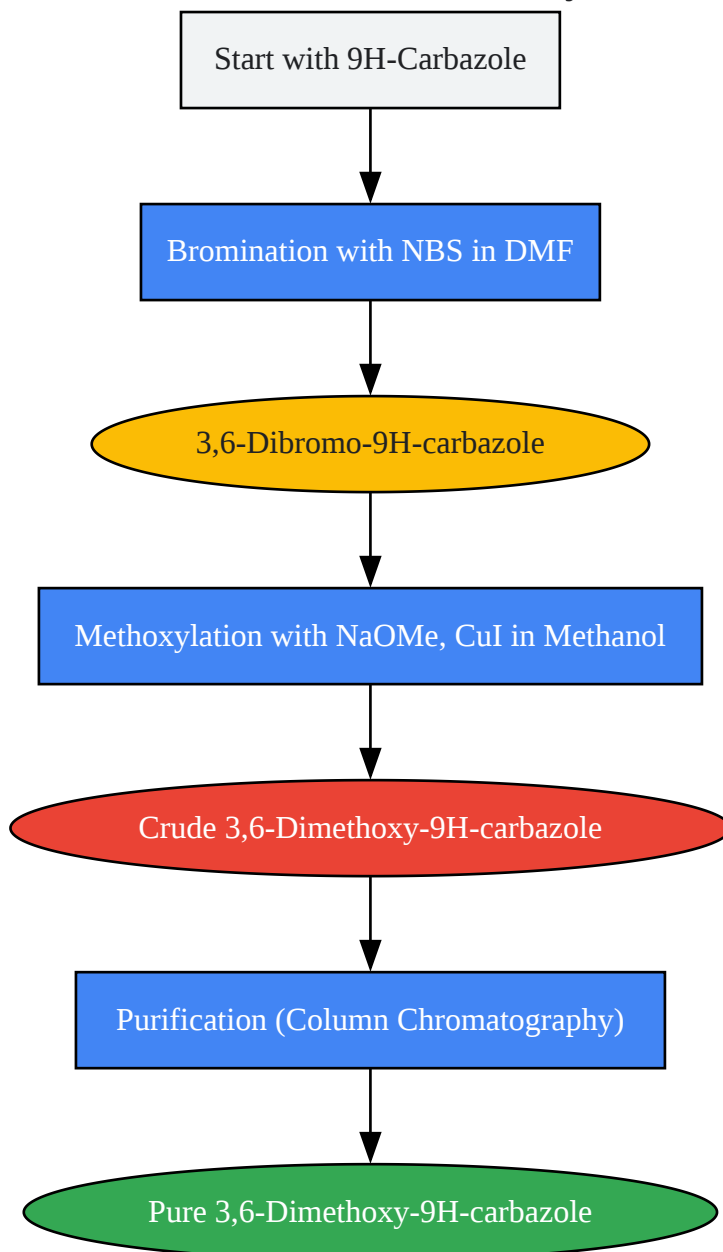 Start with 9H-Carbazole
Bromination with NBS in DMF
3,6-Dibromo-9H-carbazole
Methoxylation with NaOMe, CuI in Methanol
Crude 3,6-Dimethoxy-9H-carbazole
Purification (Column Chromatography)
Pure 3,6-Dimethoxy-9H-carbazole